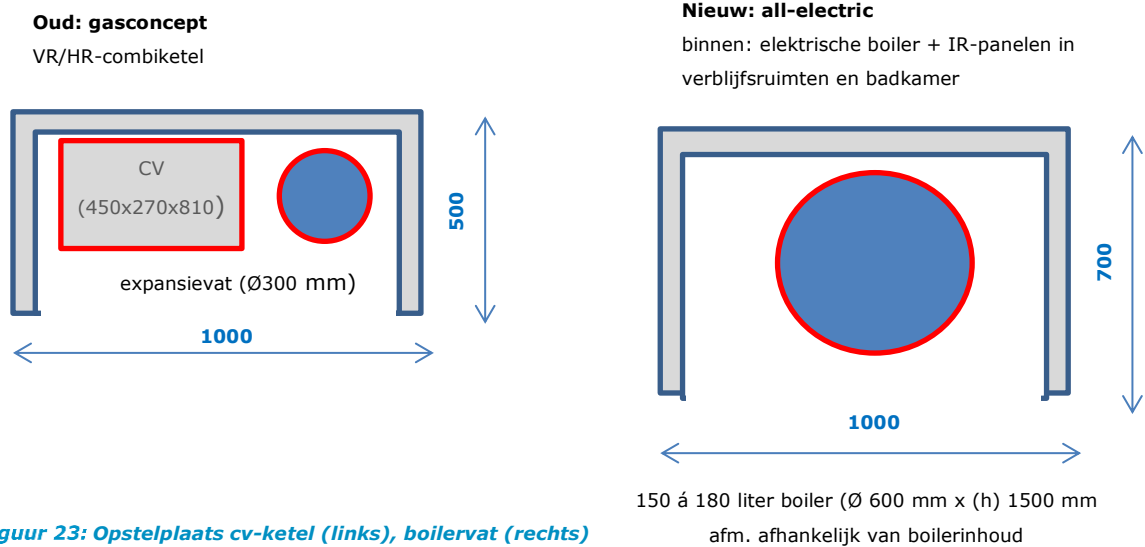 Oud: gasconcept
VR/HR-combiketel
CV
(450x270x810)
500
expansievat (Ø300 mm)
1000
Nieuw: all-electric
binnen: elektrische boiler + IR-panelen in
verblijfsruimten en badkamer
700
1000
150 á 180 liter boiler (Ø 600 mm x (h) 1500 mm
afm. afhankelijk van boilerinhoud
guur 23: Opstelplaats cv-ketel (links), boilervat (rechts)